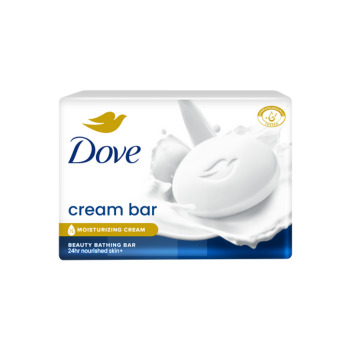 Dove
cream bar
MOISTURIZING CREAM
BEAUTY BATHING BAR
24hr nourished skin+